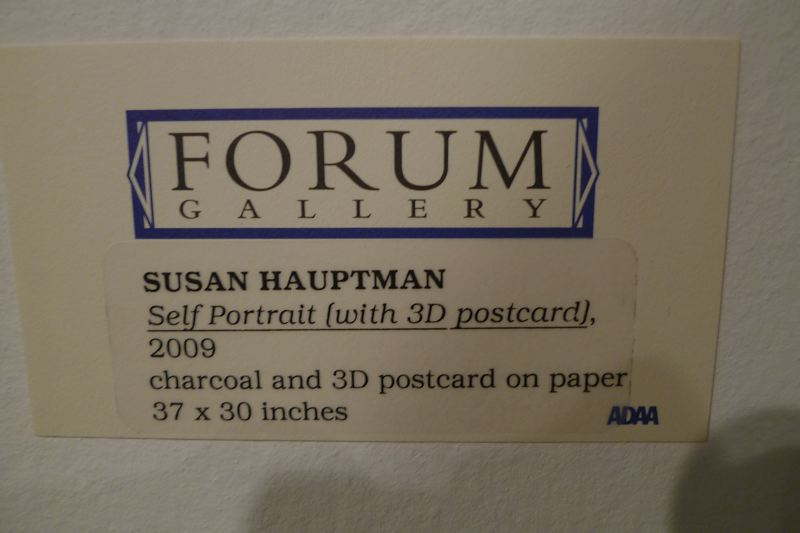 FORUM
GALLERY
SUSAN HAUPTMAN
Self Portrait (with 3D postcard),
2009
charcoal and 3D postcard on paper
37 x 30 inches
ADAA